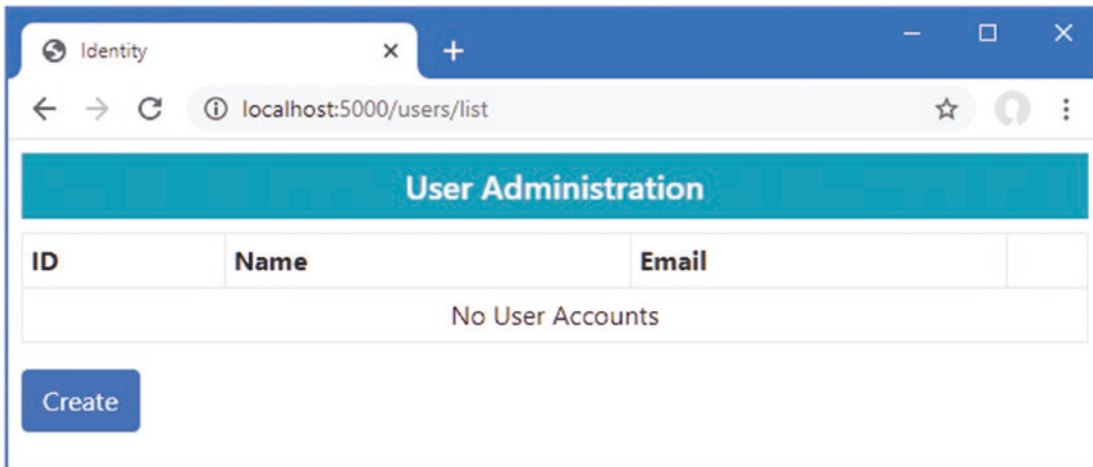 Identity
localhost:5000/users/list
User Administration
ID Name Email
No User Accounts
Create